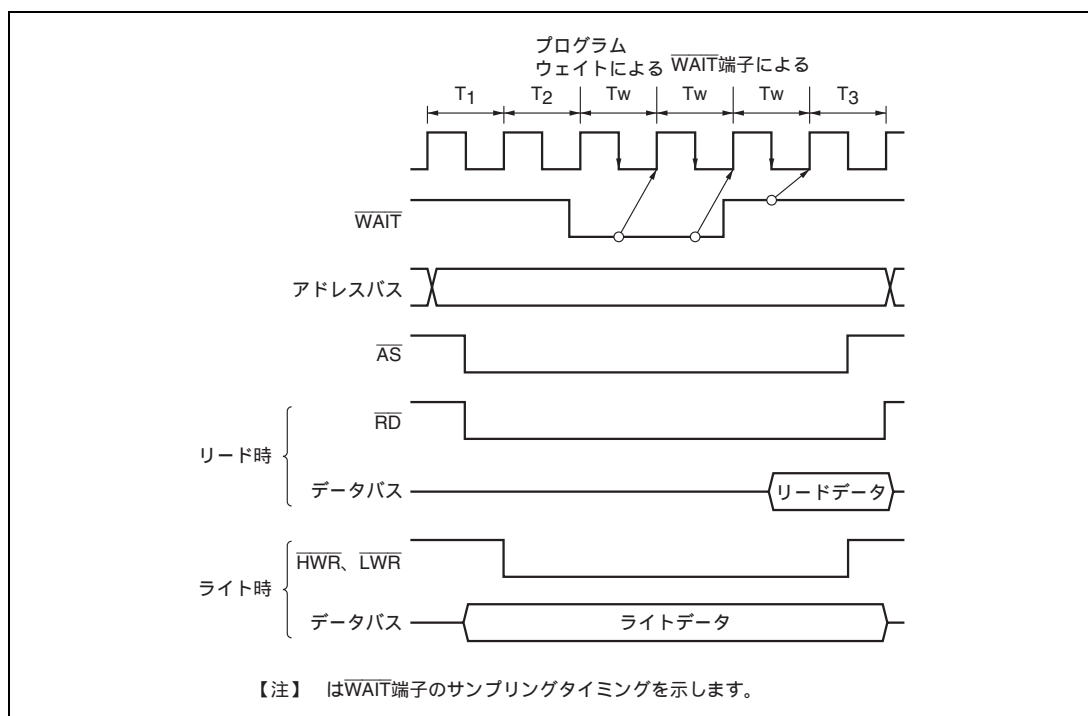 プログラム
ウェイトによる WAIT端子による
T1 T2 Tw Tw Tw T3
WAIT
アドレスバス
AS
RD
リード時
データバス リードデータ
HWR、LWR
ライト時
データバス ライトデータ
【注】 はWAIT端子のサンプリングタイミングを示します。